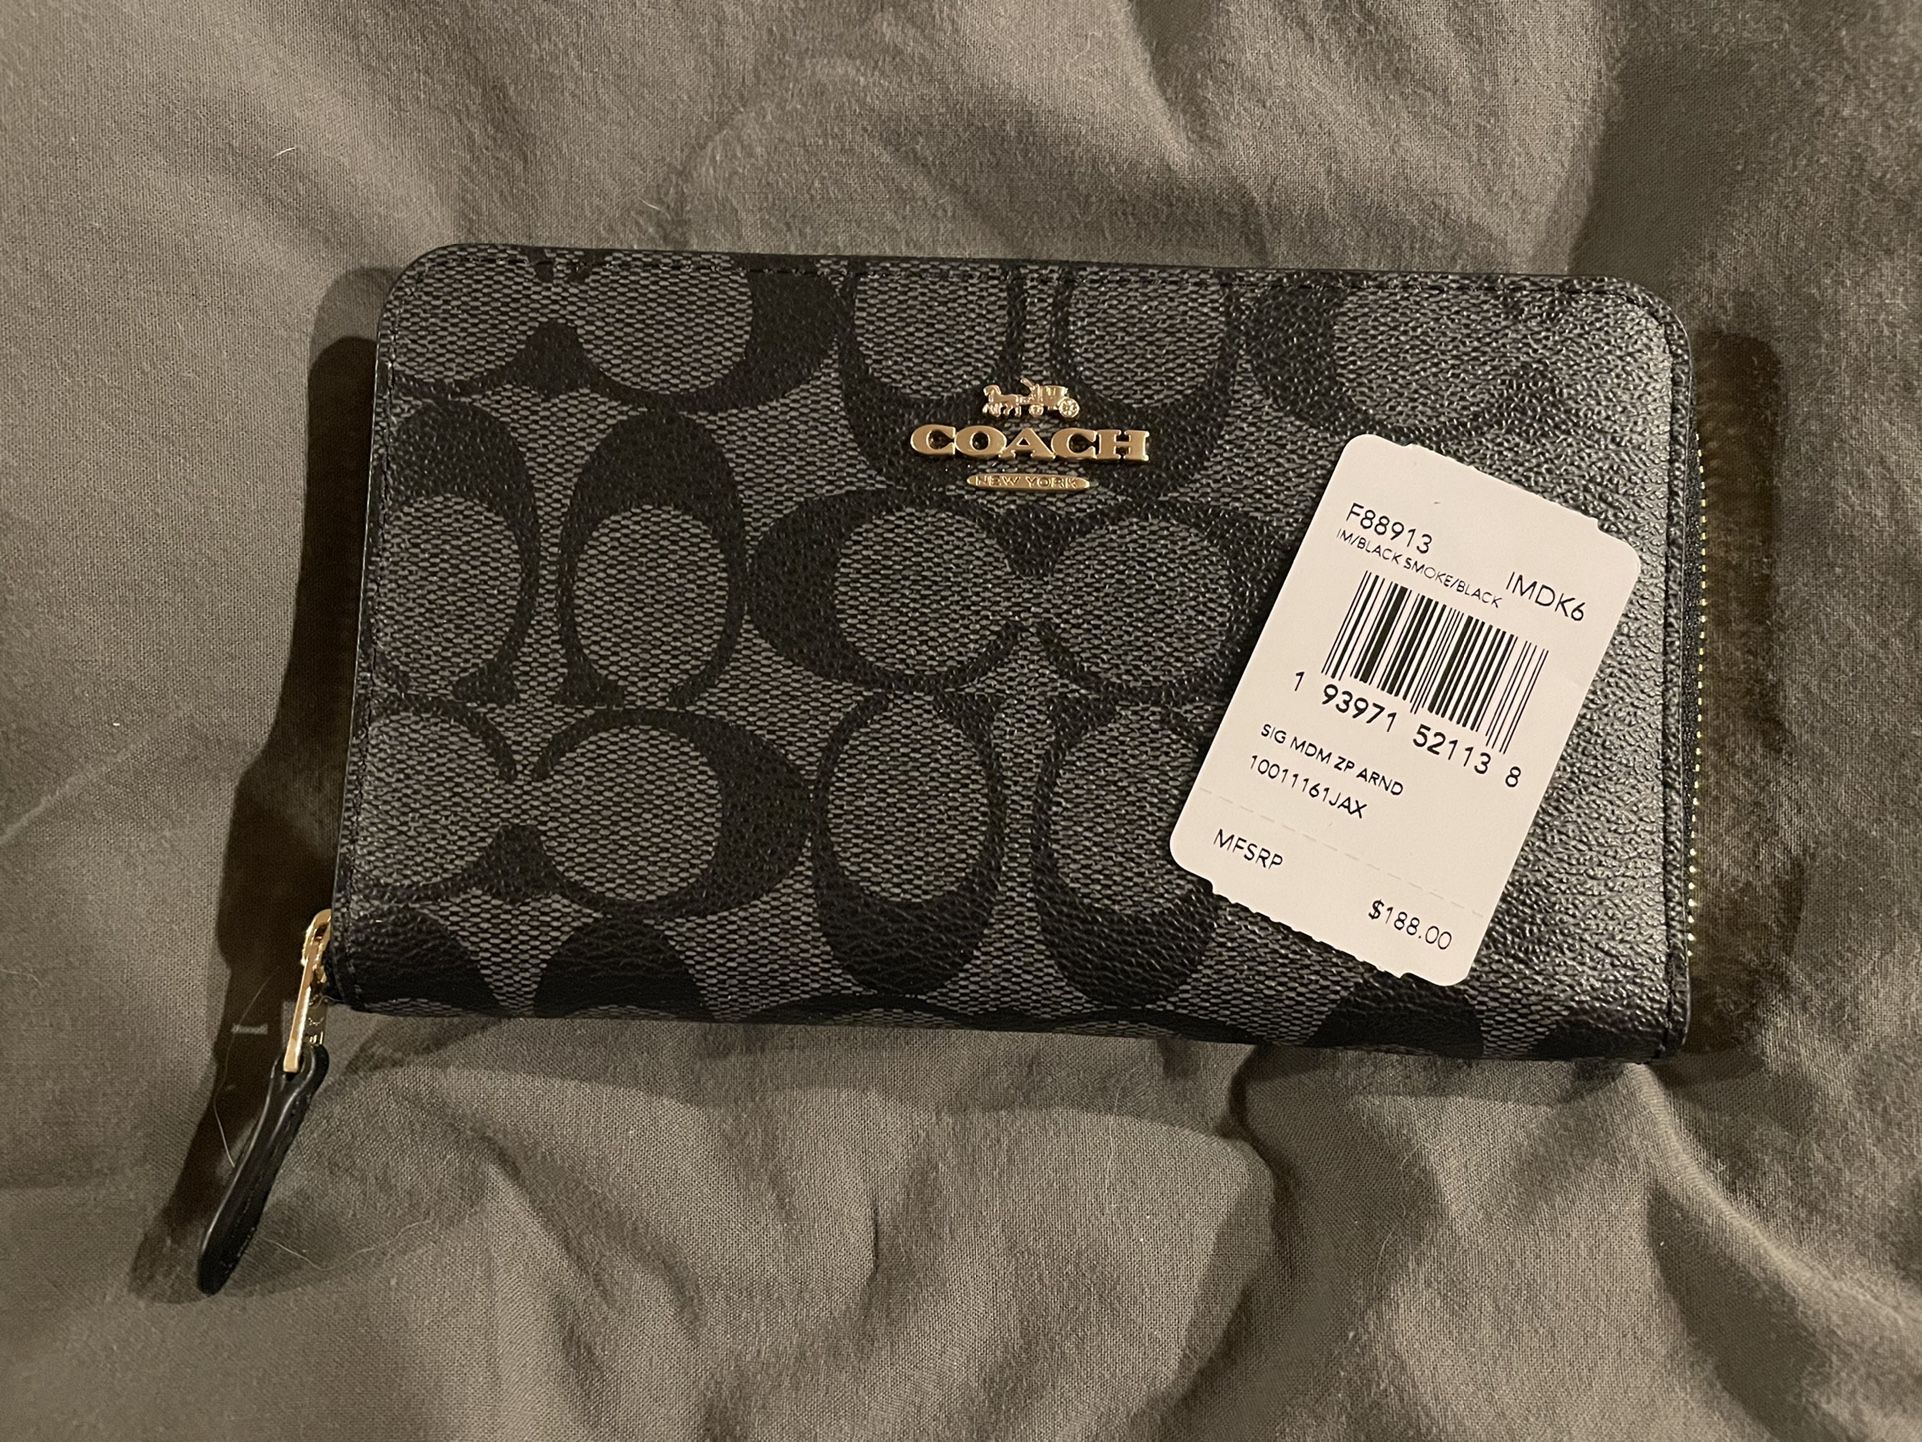 COACH
NEW YORK
F88913
IMDK6
IM/BLACK SMOKE/BLACK
1 93971 52113 8
SIG MDM ZP ARND
10011161JAX
MFSRP
$188.00